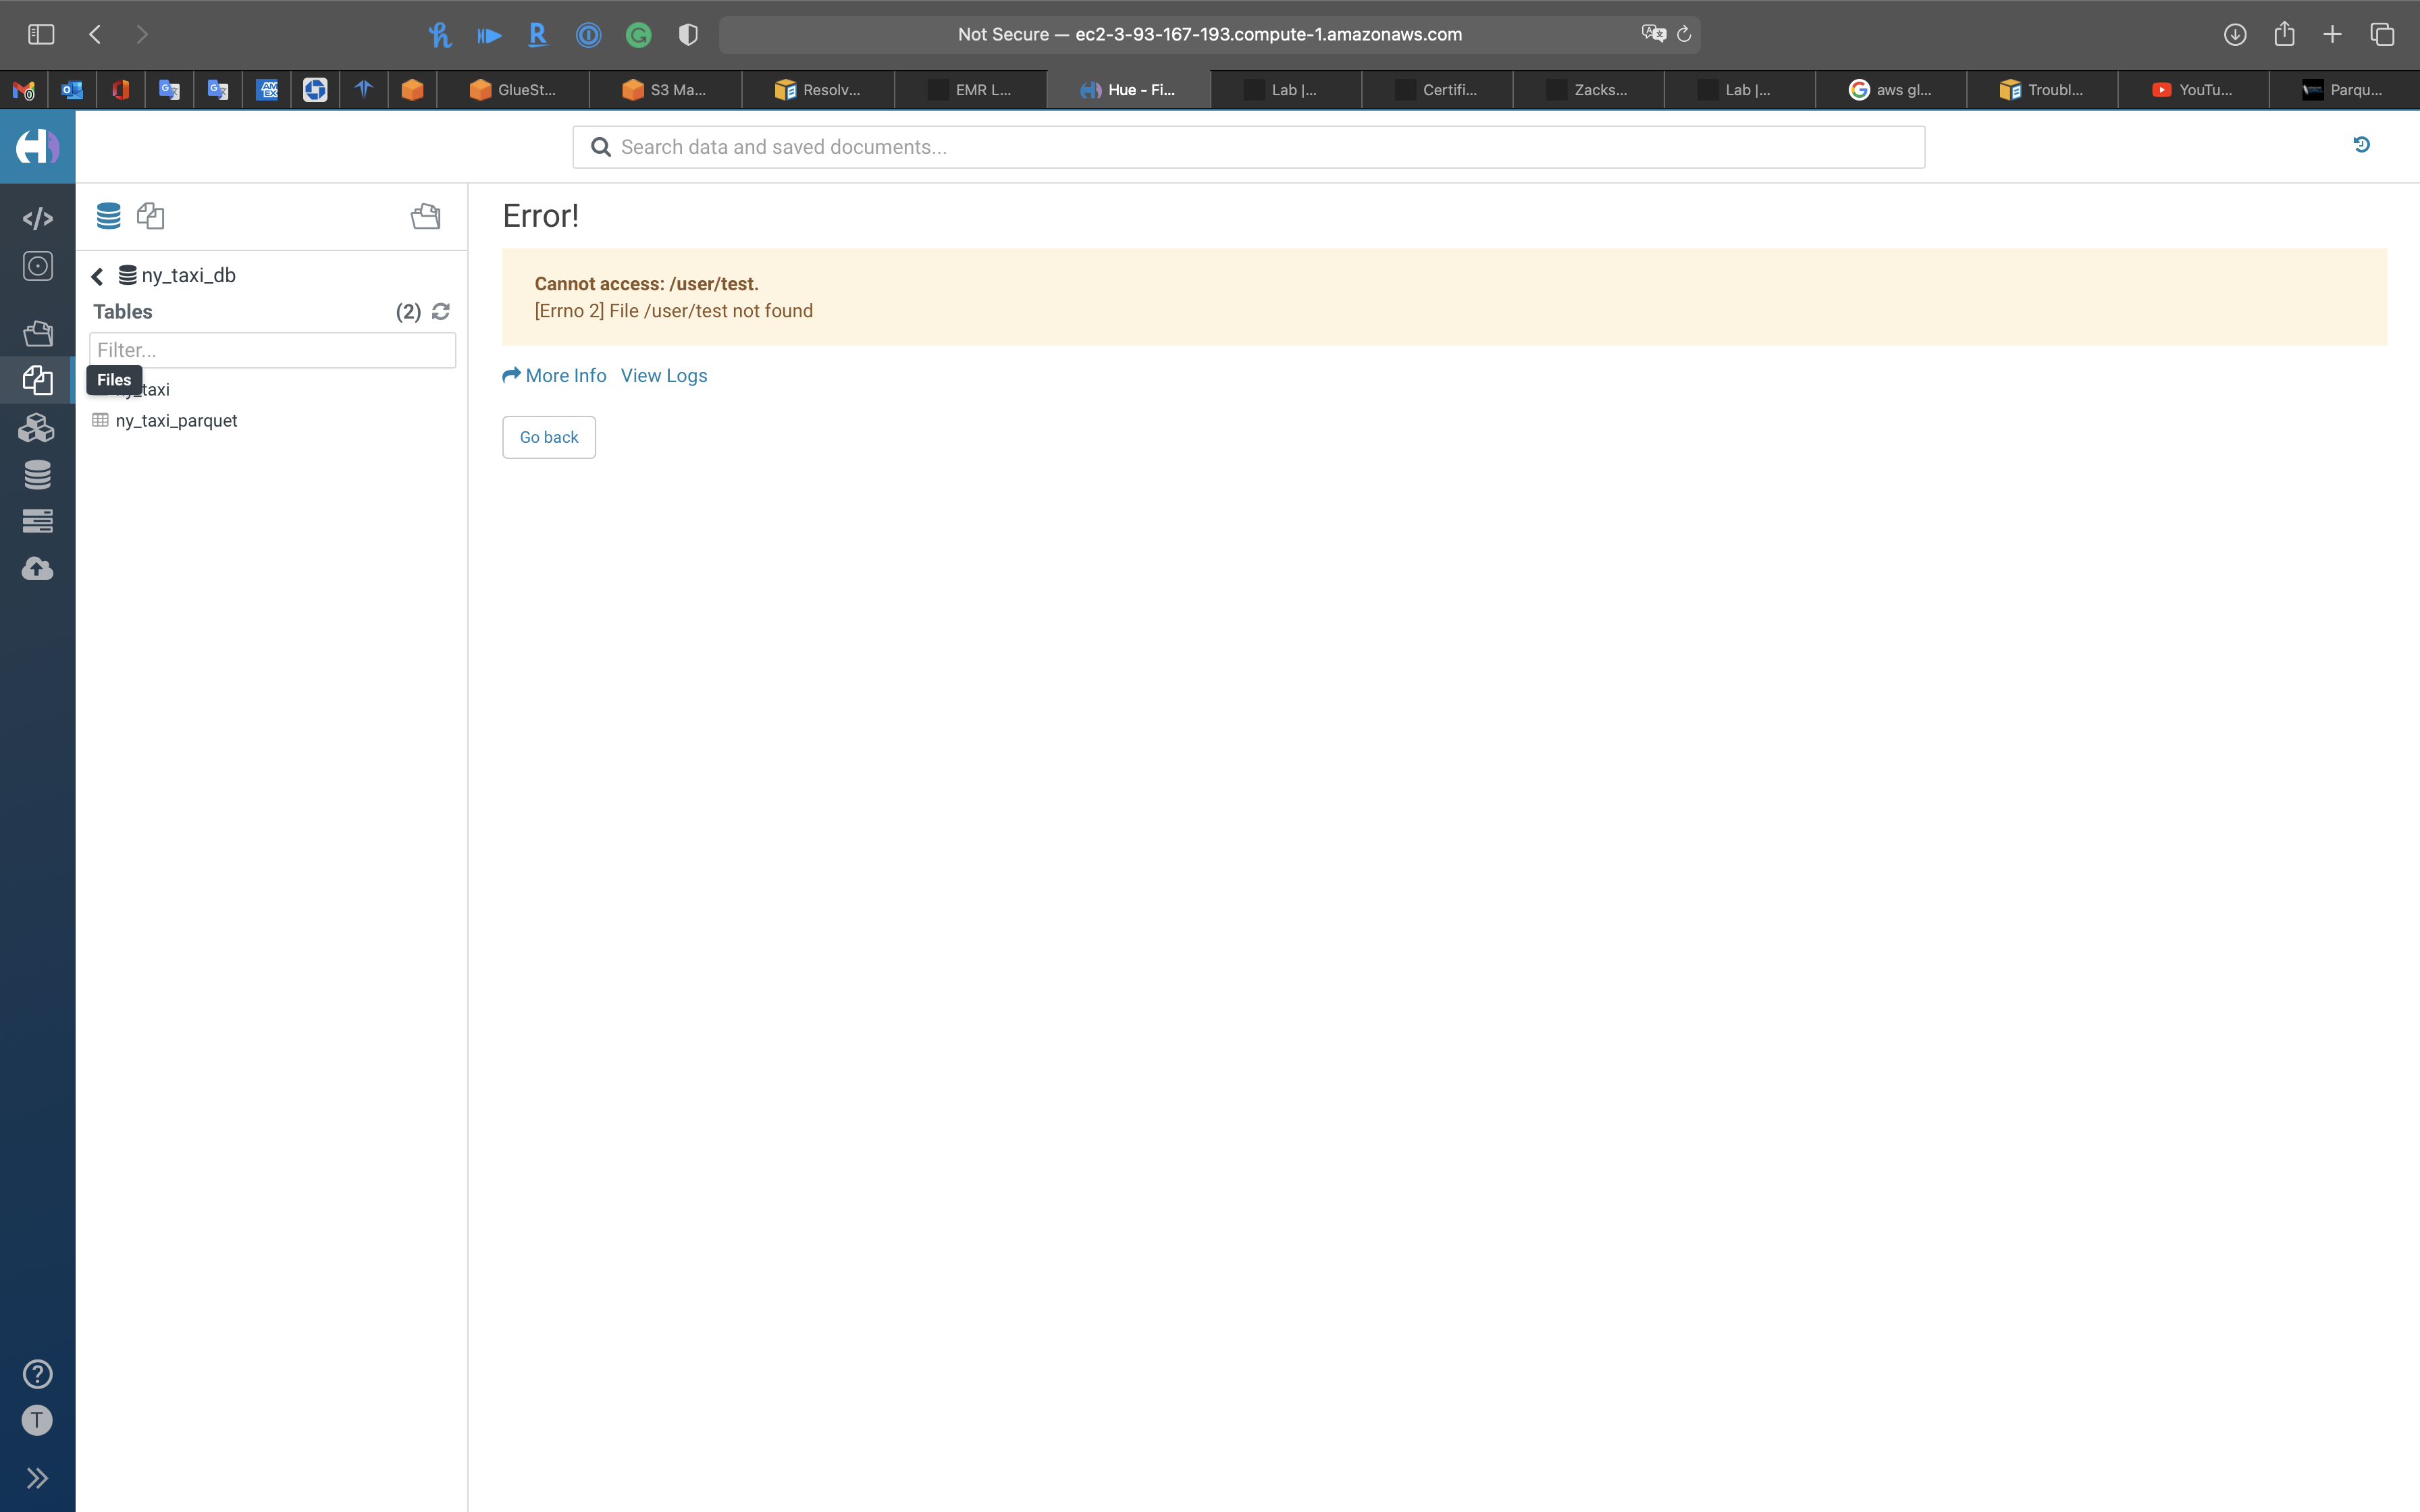 Not Secure — ec2-3-93-167-193.compute-1.amazonaws.com
GlueSt...
S3 Ma...
Resolv...
EMR L...
Hue - Fi...
Lab |...
Certifi...
Zacks...
Lab |...
aws gl...
Troubl...
YouTu...
Parqu...
Search data and saved documents...
ny_taxi_db
Tables (2)
Filter...
Files
ny_taxi
ny_taxi_parquet
Error!
Cannot access: /user/test.
[Errno 2] File /user/test not found
More Info View Logs
Go back
T